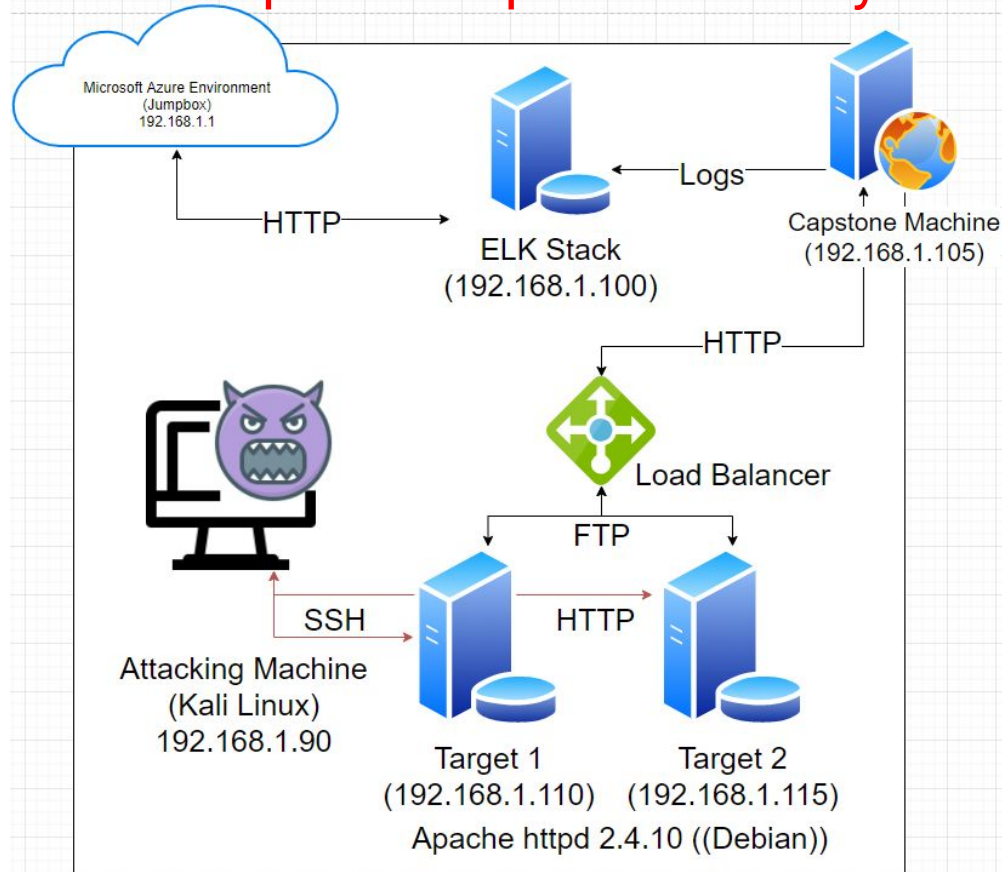 Microsoft Azure Environment
(Jumpbox)
192.168.1.1
HTTP
ELK Stack
(192.168.1.100)
Logs
Capstone Machine
(192.168.1.105)
HTTP
Load Balancer
FTP
SSH
HTTP
Attacking Machine
(Kali Linux)
192.168.1.90
Target 1
(192.168.1.110)
Target 2
(192.168.1.115)
Apache httpd 2.4.10 ((Debian))